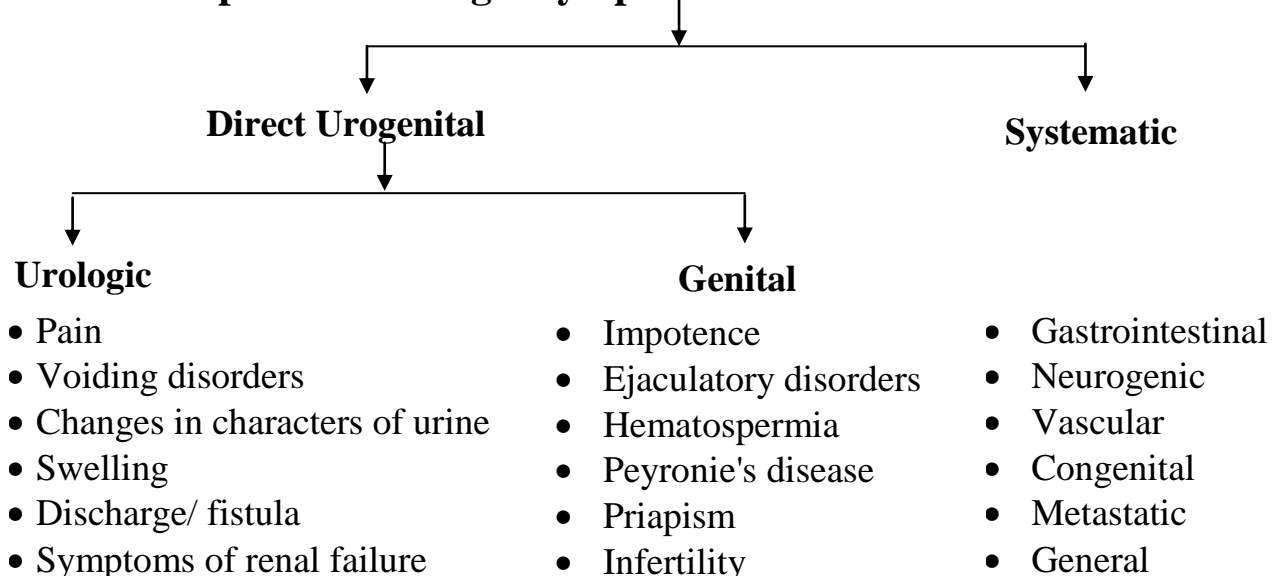 Direct Urogenital
Systematic
Urologic
• Pain
• Voiding disorders
• Changes in characters of urine
• Swelling
• Discharge/ fistula
• Symptoms of renal failure
Genital
• Impotence
• Ejaculatory disorders
• Hematospermia
• Peyronie's disease
• Priapism
• Infertility
• Gastrointestinal
• Neurogenic
• Vascular
• Congenital
• Metastatic
• General